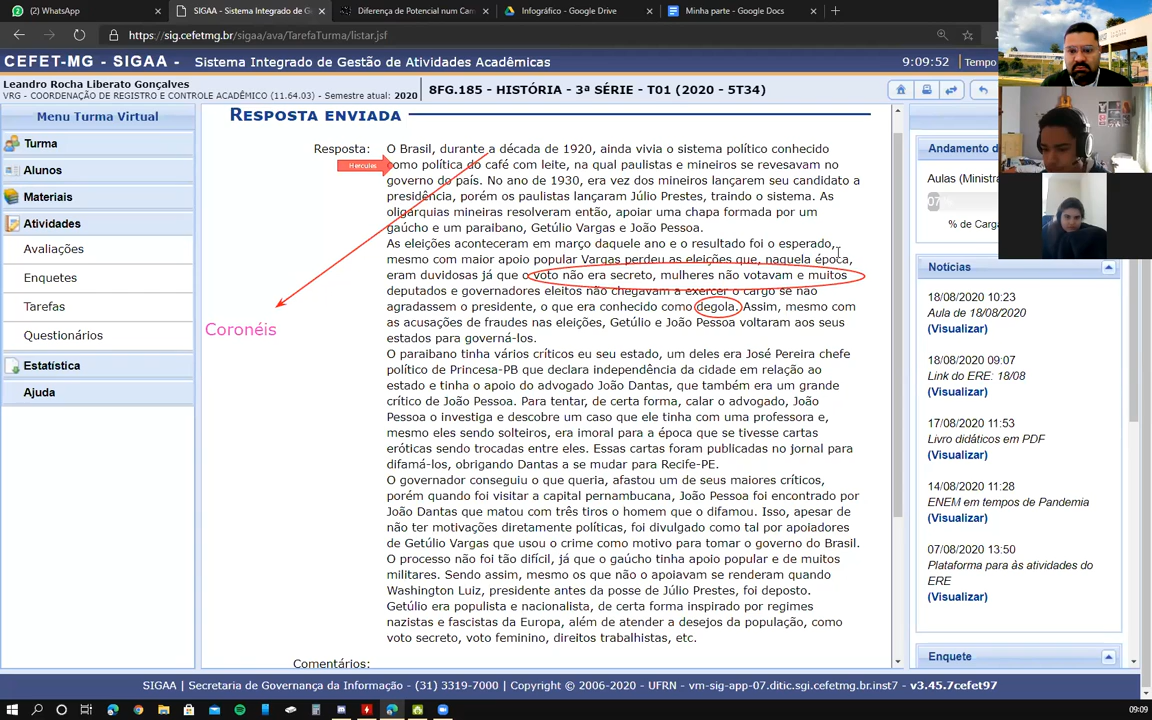 (2) WhatsApp
SIGAA - Sistema Integrado de G
Diferença de Potencial num Cam
Infográfico - Google Drive
Minha parte - Google Docs
https://sig.cefetmg.br/sigaa/ava/TarefaTurma/listar.jsf
CEFET-MG - SIGAA - Sistema Integrado de Gestão de Atividades Acadêmicas
9:09:52 Tempo
Leandro Rocha Liberato Gonçalves
VRG - COORDENAÇÃO DE REGISTRO E CONTROLE ACADÊMICO (11.64.03) - Semestre atual: 2020
8FG.185 - HISTÓRIA - 3ª SÉRIE - T01 (2020 - 5T34)
Menu Turma Virtual
Turma
Alunos
Materiais
Atividades
Avaliações
Enquetes
Tarefas
Questionários
Estatística
Ajuda
RESPOSTA ENVIADA
Resposta:
Hercules
Coronéis
O Brasil, durante a década de 1920, ainda vivia o sistema político conhecido
como política do café com leite, na qual paulistas e mineiros se revesavam no
governo do país. No ano de 1930, era vez dos mineiros lançarem seu candidato a
presidência, porém os paulistas lançaram Júlio Prestes, traindo o sistema. As
oligarquias mineiras resolveram então, apoiar uma chapa formada por um
gaúcho e um paraibano, Getúlio Vargas e João Pessoa.
As eleições aconteceram em março daquele ano e o resultado foi o esperado,
mesmo com maior apoio popular Vargas perdeu as eleições que, naquela época,
eram duvidosas já que o voto não era secreto, mulheres não votavam e muitos
deputados e governadores eleitos não chegavam a exercer o cargo se não
agradassem o presidente, o que era conhecido como degola. Assim, mesmo com
as acusações de fraudes nas eleições, Getúlio e João Pessoa voltaram aos seus
estados para governá-los.
O paraibano tinha vários críticos eu seu estado, um deles era José Pereira chefe
político de Princesa-PB que declara independência da cidade em relação ao
estado e tinha o apoio do advogado João Dantas, que também era um grande
crítico de João Pessoa. Para tentar, de certa forma, calar o advogado, João
Pessoa o investiga e descobre um caso que ele tinha com uma professora e,
mesmo eles sendo solteiros, era imoral para a época que se tivesse cartas
eróticas sendo trocadas entre eles. Essas cartas foram publicadas no jornal para
difamá-los, obrigando Dantas a se mudar para Recife-PE.
O governador conseguiu o que queria, afastou um de seus maiores críticos,
porém quando foi visitar a capital pernambucana, João Pessoa foi encontrado por
João Dantas que matou com três tiros o homem que o difamou. Isso, apesar de
não ter motivações diretamente políticas, foi divulgado como tal por apoiadores
de Getúlio Vargas que usou o crime como motivo para tomar o governo do Brasil.
O processo não foi tão difícil, já que o gaúcho tinha apoio popular e de muitos
militares. Sendo assim, mesmo os que não o apoiavam se renderam quando
Washington Luiz, presidente antes da posse de Júlio Prestes, foi deposto.
Getúlio era populista e nacionalista, de certa forma inspirado por regimes
nazistas e fascistas da Europa, além de atender a desejos da população, como
voto secreto, voto feminino, direitos trabalhistas, etc.
Comentários:
Andamento d
Aulas (Ministra
07
% de Carga
Notícias
18/08/2020 10:23
Aula de 18/08/2020
(Visualizar)
18/08/2020 09:07
Link do ERE: 18/08
(Visualizar)
17/08/2020 11:53
Livro didáticos em PDF
(Visualizar)
14/08/2020 11:28
ENEM em tempos de Pandemia
(Visualizar)
07/08/2020 13:50
Plataforma para às atividades do
ERE
(Visualizar)
Enquete
SIGAA | Secretaria de Governança da Informação - (31) 3319-7000 | Copyright © 2006-2020 - UFRN - vm-sig-app-07.ditic.sgi.cefetmg.br.inst7 - v3.45.7cefet97
09:09